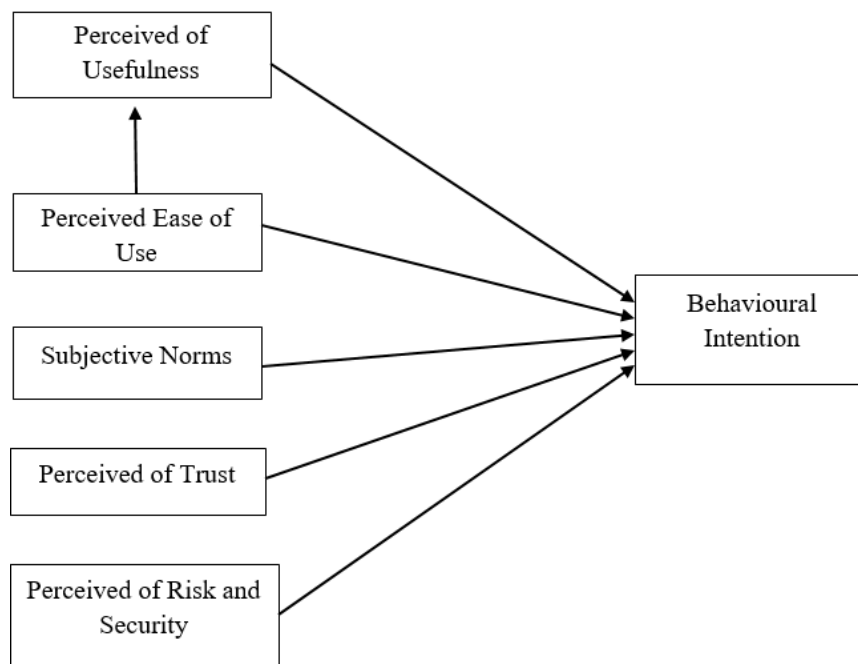 Perceived of
Usefulness
Perceived Ease of
Use
Subjective Norms
Perceived of Trust
Perceived of Risk and
Security
Behavioural
Intention